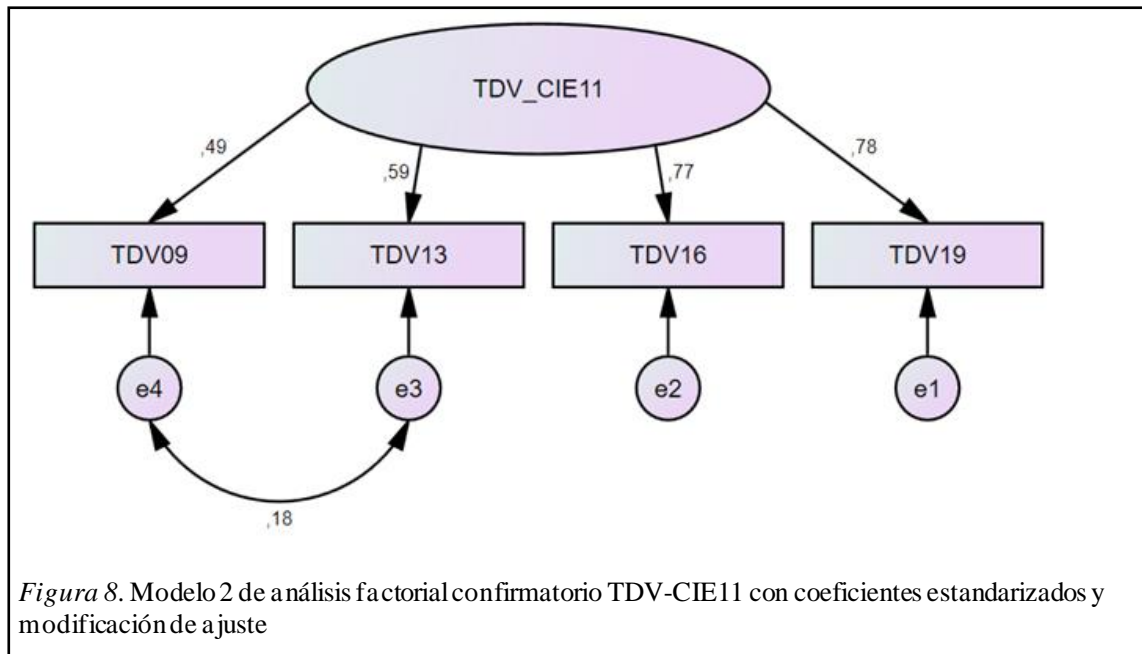 TDV_CIE11
,49
,59
,77
,78
TDV09
TDV13
TDV16
TDV19
e4
e3
e2
e1
,18
Figura 8. Modelo 2 de análisis factorial confirmatorio TDV-CIE11 con coeficientes estandarizados y
modificación de ajuste